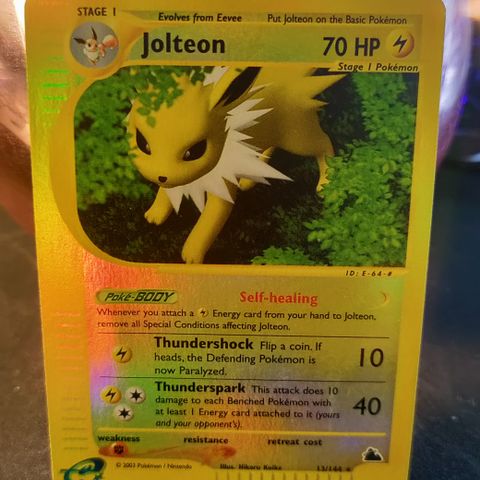 STAGE 1 Evolves from Eevee Put Jolteon on the Basic Pokémon
Jolteon 70 HP
Stage 1 Pokémon
ID: E-64-#
Poké-BODY Self-healing
Whenever you attach a Energy card from your hand to Jolteon,
remove all Special Conditions affecting Jolteon.
Thundershock Flip a coin. If
heads, the Defending Pokémon is
now Paralyzed.
10
Thunderspark This attack does 10
damage to each Benched Pokémon with
at least 1 Energy card attached to it (yours
and your opponent's).
40
weakness resistance retreat cost
e
© 2003 Pokémon / Nintendo Illus. Hikaru Koike 13/144